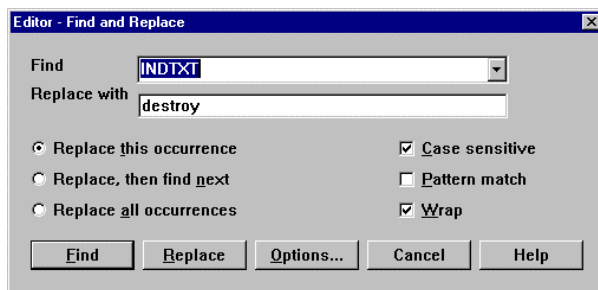 Editor - Find and Replace
Find INDTXT
Replace with destroy
Replace this occurrence Case sensitive
Replace, then find next Pattern match
Replace all occurrences Wrap
Find Replace Options... Cancel Help